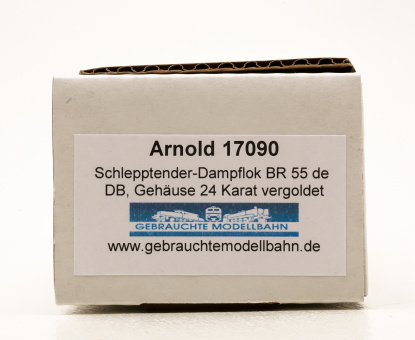 Arnold 17090
Schlepptender-Dampflok BR 55 de
DB, Gehäuse 24 Karat vergoldet
GEBRAUCHTE MODELLBAHN
www.gebrauchtemodellbahn.de